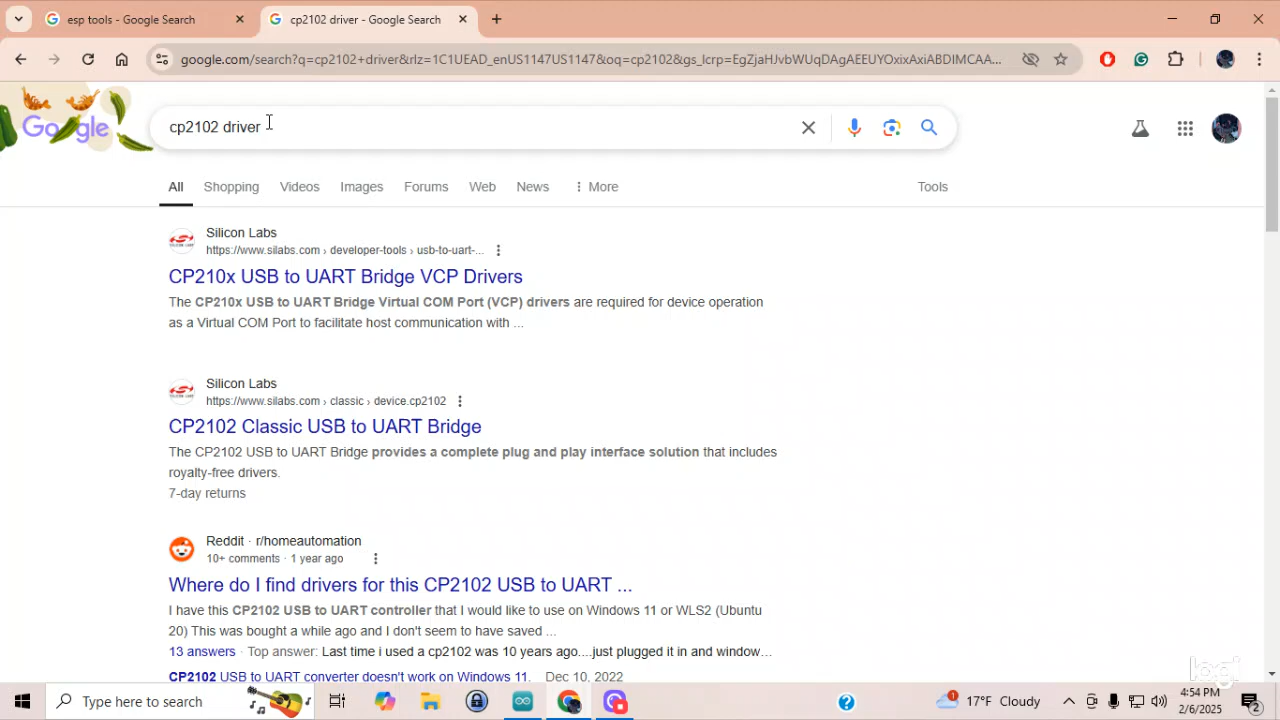 esp tools - Google Search
cp2102 driver - Google Search
google.com/search?q=cp2102+driver&rlz=1C1UEAD_enUS1147US1147&oq=cp2102&gs_lcrp=EgZjaHJvbWUqDAgAEEUYOxixAxiABDIMCAA...
Google
cp2102 driver
All Shopping Videos Images Forums Web News More Tools
Silicon Labs
https://www.silabs.com › developer-tools › usb-to-uart-...
CP210x USB to UART Bridge VCP Drivers
The CP210x USB to UART Bridge Virtual COM Port (VCP) drivers are required for device operation
as a Virtual COM Port to facilitate host communication with ...
Silicon Labs
https://www.silabs.com › classic › device.cp2102
CP2102 Classic USB to UART Bridge
The CP2102 USB to UART Bridge provides a complete plug and play interface solution that includes
royalty-free drivers.
7-day returns
Reddit · r/homeautomation
10+ comments · 1 year ago
Where do I find drivers for this CP2102 USB to UART ...
I have this CP2102 USB to UART controller that I would like to use on Windows 11 or WLS2 (Ubuntu
20) This was bought a while ago and I don't seem to have saved ...
13 answers · Top answer: Last time i used a cp2102 was 10 years ago....just plugged it in and window...
CP2102 USB to UART converter doesn't work on Windows 11. Dec 10, 2022
Type here to search
1
17°F Cloudy
4:54 PM
2/6/2025
2